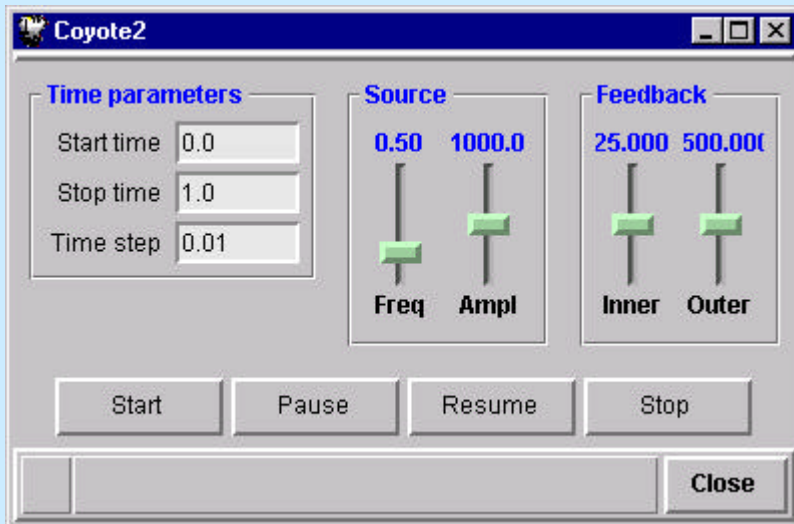 Coyote2
Time parameters
Start time 0.0
Stop time 1.0
Time step 0.01
Source
0.50 1000.0
Freq Ampl
Feedback
25.000 500.000
Inner Outer
Start Pause Resume Stop
Close